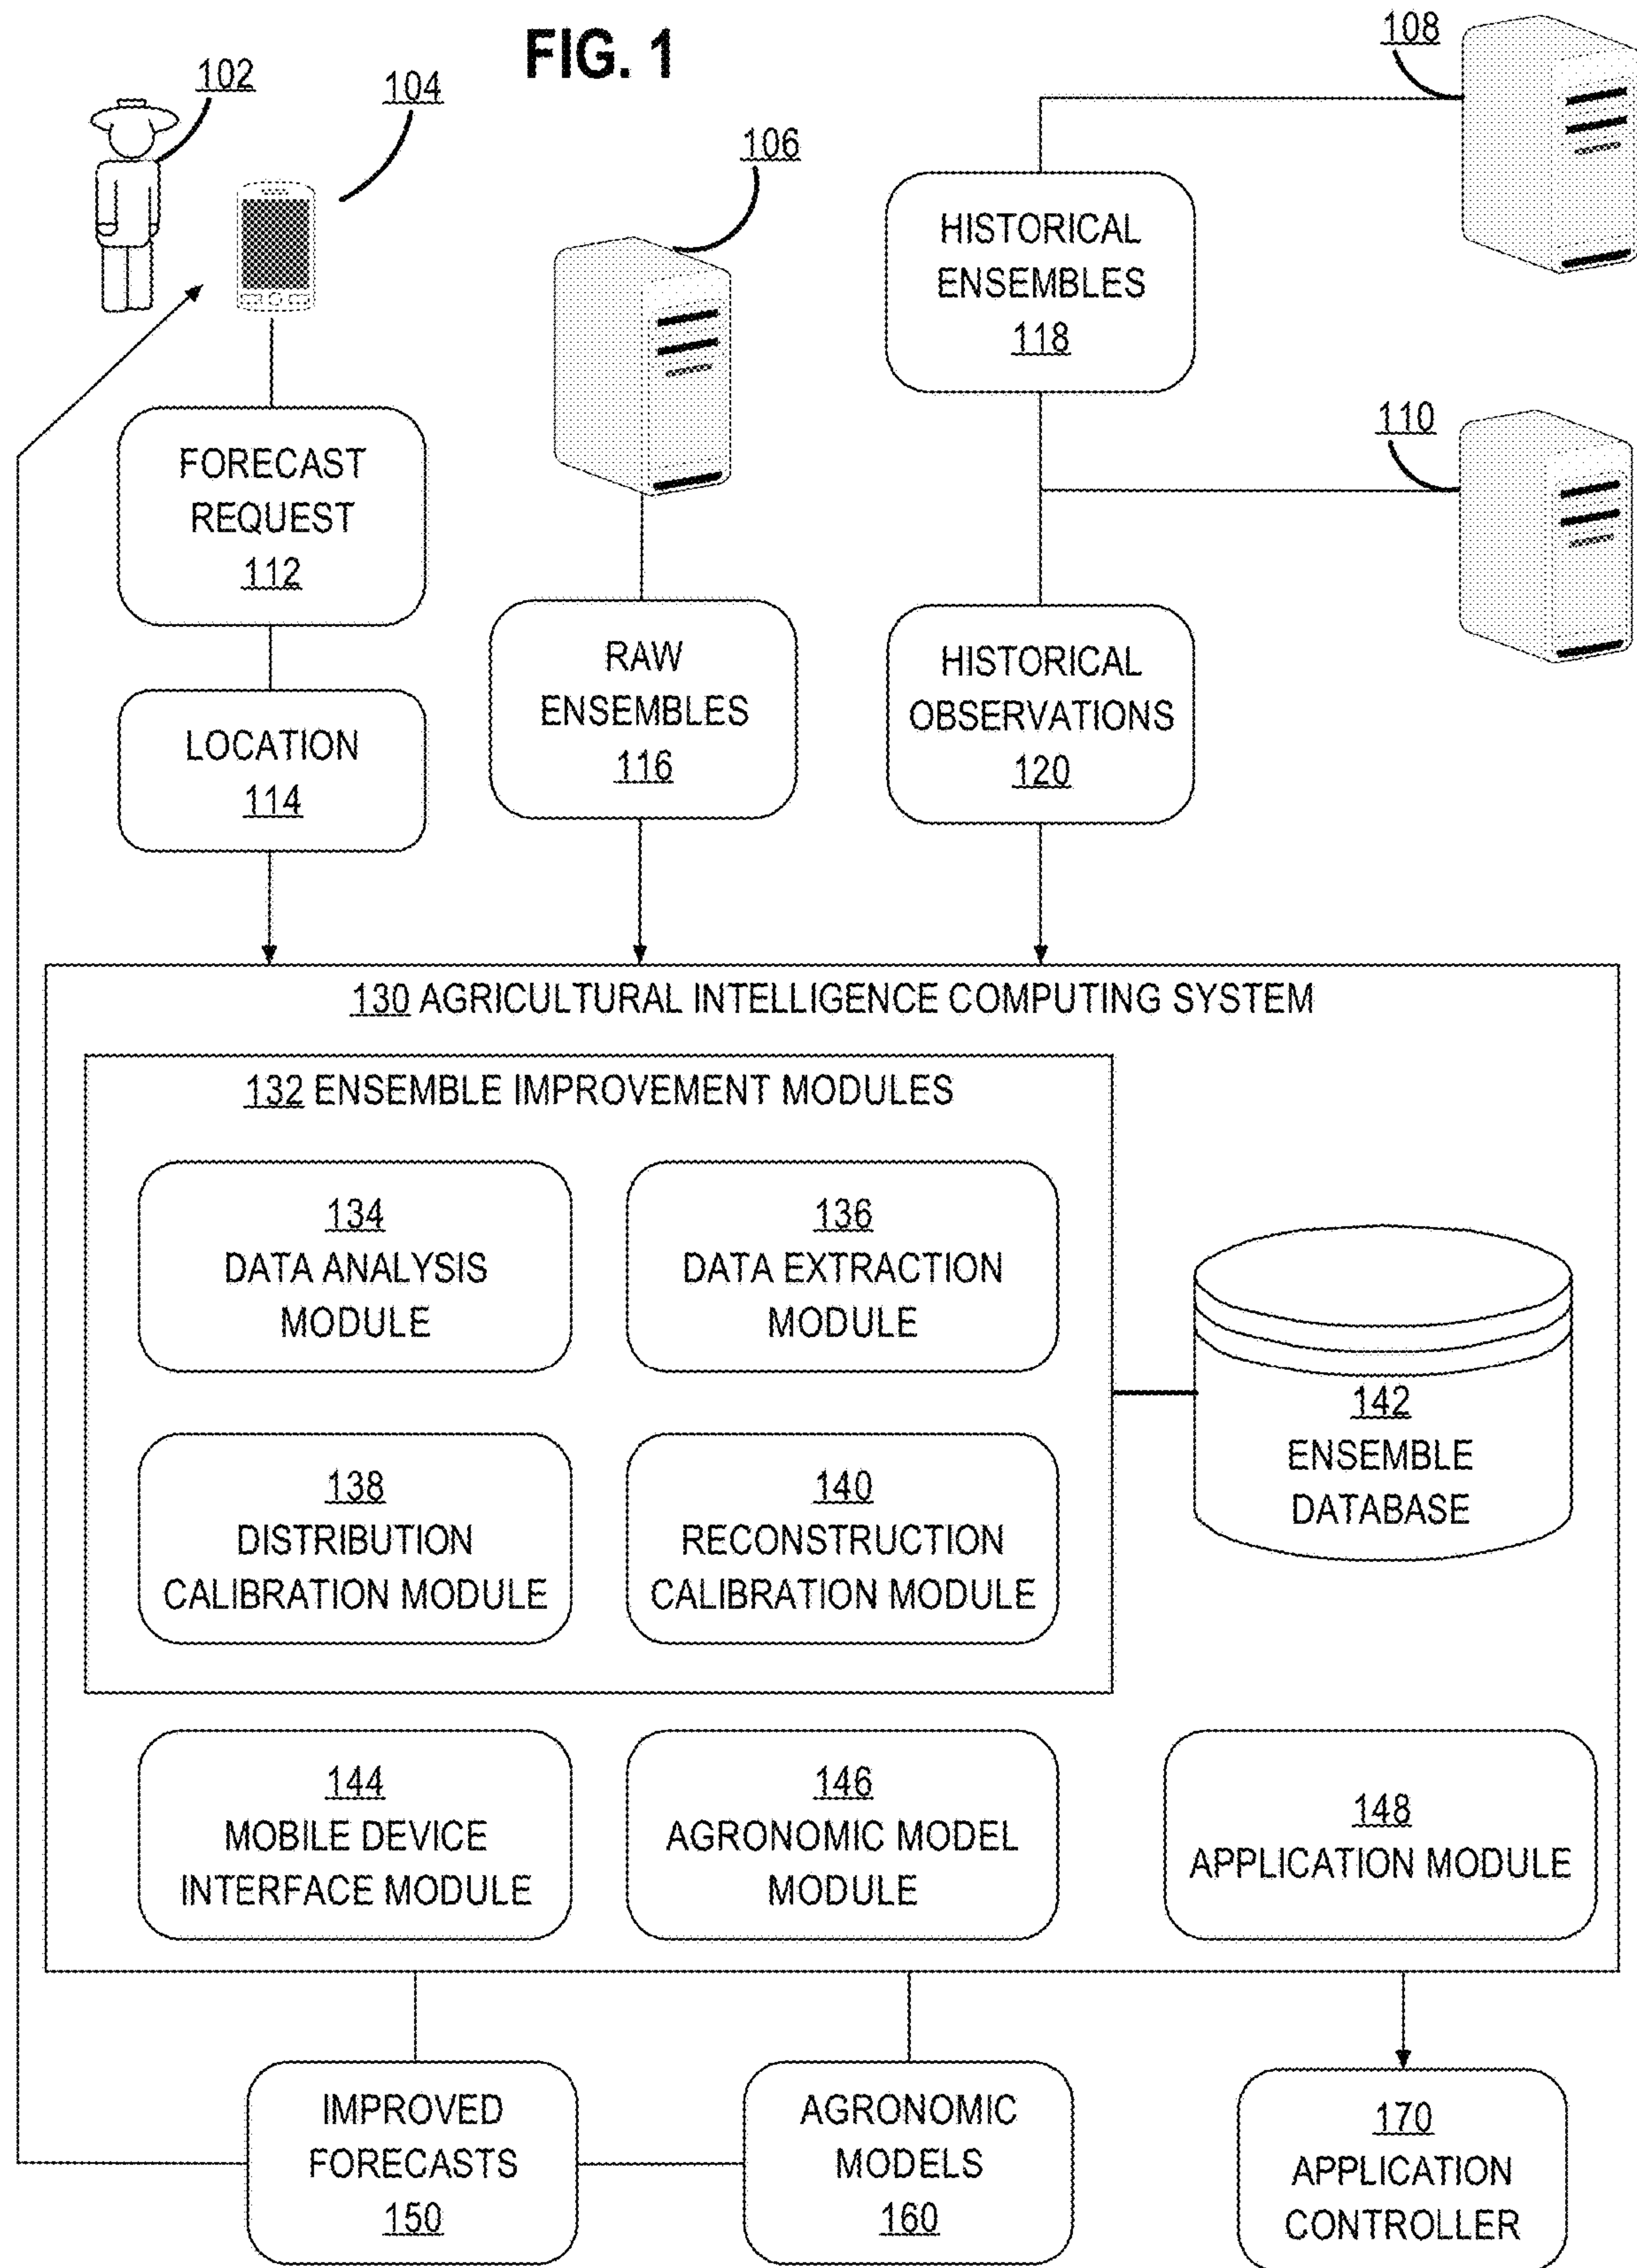 FIG. 1
102
104
106
108
110
HISTORICAL
ENSEMBLES
118
FORECAST
REQUEST
112
LOCATION
114
RAW
ENSEMBLES
116
HISTORICAL
OBSERVATIONS
120
130 AGRICULTURAL INTELLIGENCE COMPUTING SYSTEM
132 ENSEMBLE IMPROVEMENT MODULES
134
DATA ANALYSIS
MODULE
136
DATA EXTRACTION
MODULE
138
DISTRIBUTION
CALIBRATION MODULE
140
RECONSTRUCTION
CALIBRATION MODULE
142
ENSEMBLE
DATABASE
144
MOBILE DEVICE
INTERFACE MODULE
146
AGRONOMIC MODEL
MODULE
148
APPLICATION MODULE
IMPROVED
FORECASTS
150
AGRONOMIC
MODELS
160
170
APPLICATION
CONTROLLER